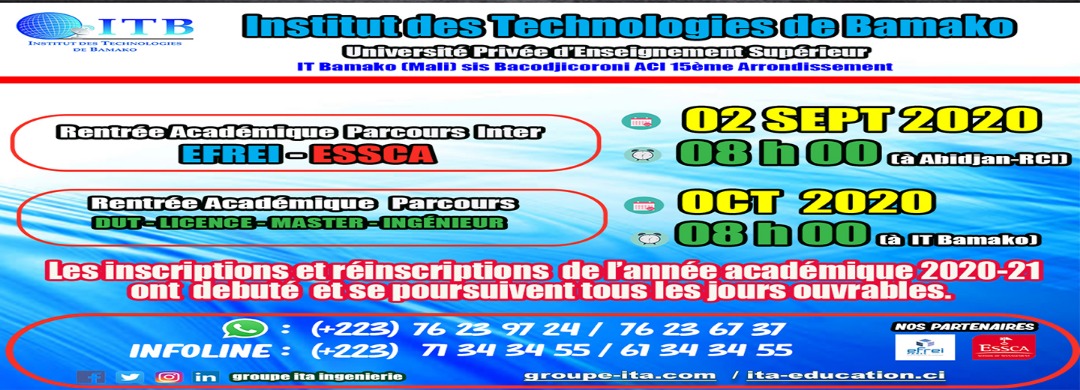 ITB
INSTITUT DES TECHNOLOGIES
DE BAMAKO
Institut des Technologies de Bamako
Université Privée d'Enseignement Supérieur
IT Bamako (Mali) sis Bacodjicoroni ACI 15ème Arrondissement
Rentrée Académique Parcours Inter
EFREI - ESSCA
02 SEPT 2020
08 h 00 (à Abidjan-RCI)
Rentrée Académique Parcours
DUT - LICENCE - MASTER - INGÉNIEUR
OCT 2020
08 h 00 (à IT Bamako)
Les inscriptions et réinscriptions de l'année académique 2020-21
ont debuté et se poursuivent tous les jours ouvrables.
: (+223) 76 23 97 24 / 76 23 67 37
INFOLINE : (+223) 71 34 34 55 / 61 34 34 55
NOS PARTENAIRES
efrei
ESSCA
groupe ita ingenierie
groupe-ita.com / ita-education.ci